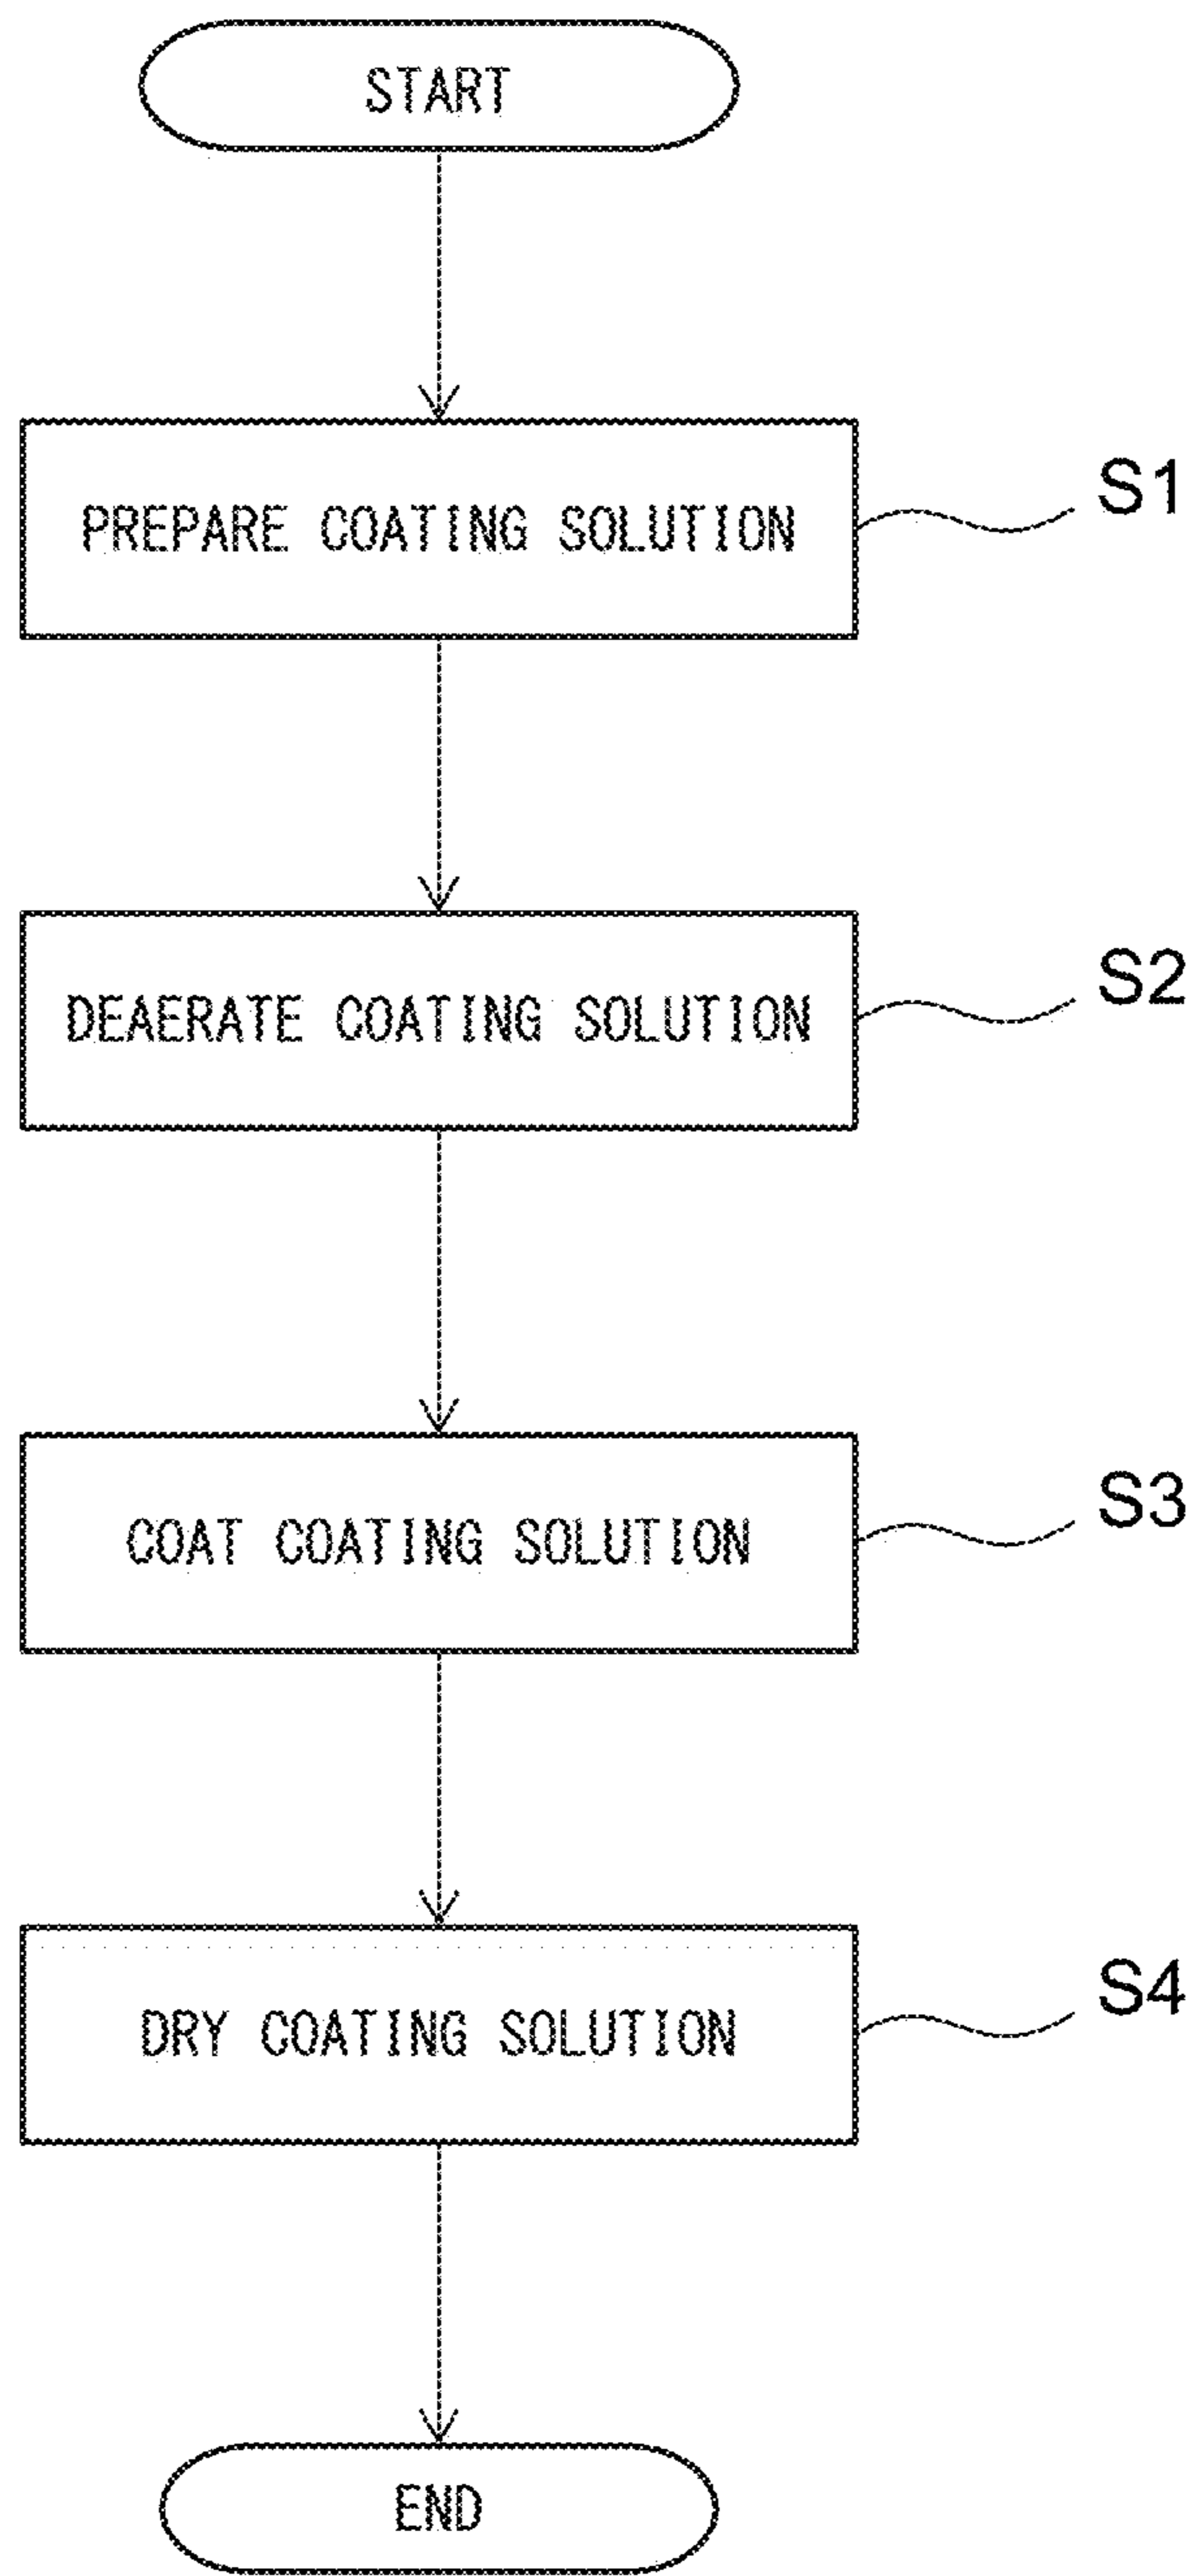 START
PREPARE COATING SOLUTION
S1
DEAERATE COATING SOLUTION
S2
COAT COATING SOLUTION
S3
DRY COATING SOLUTION
S4
END